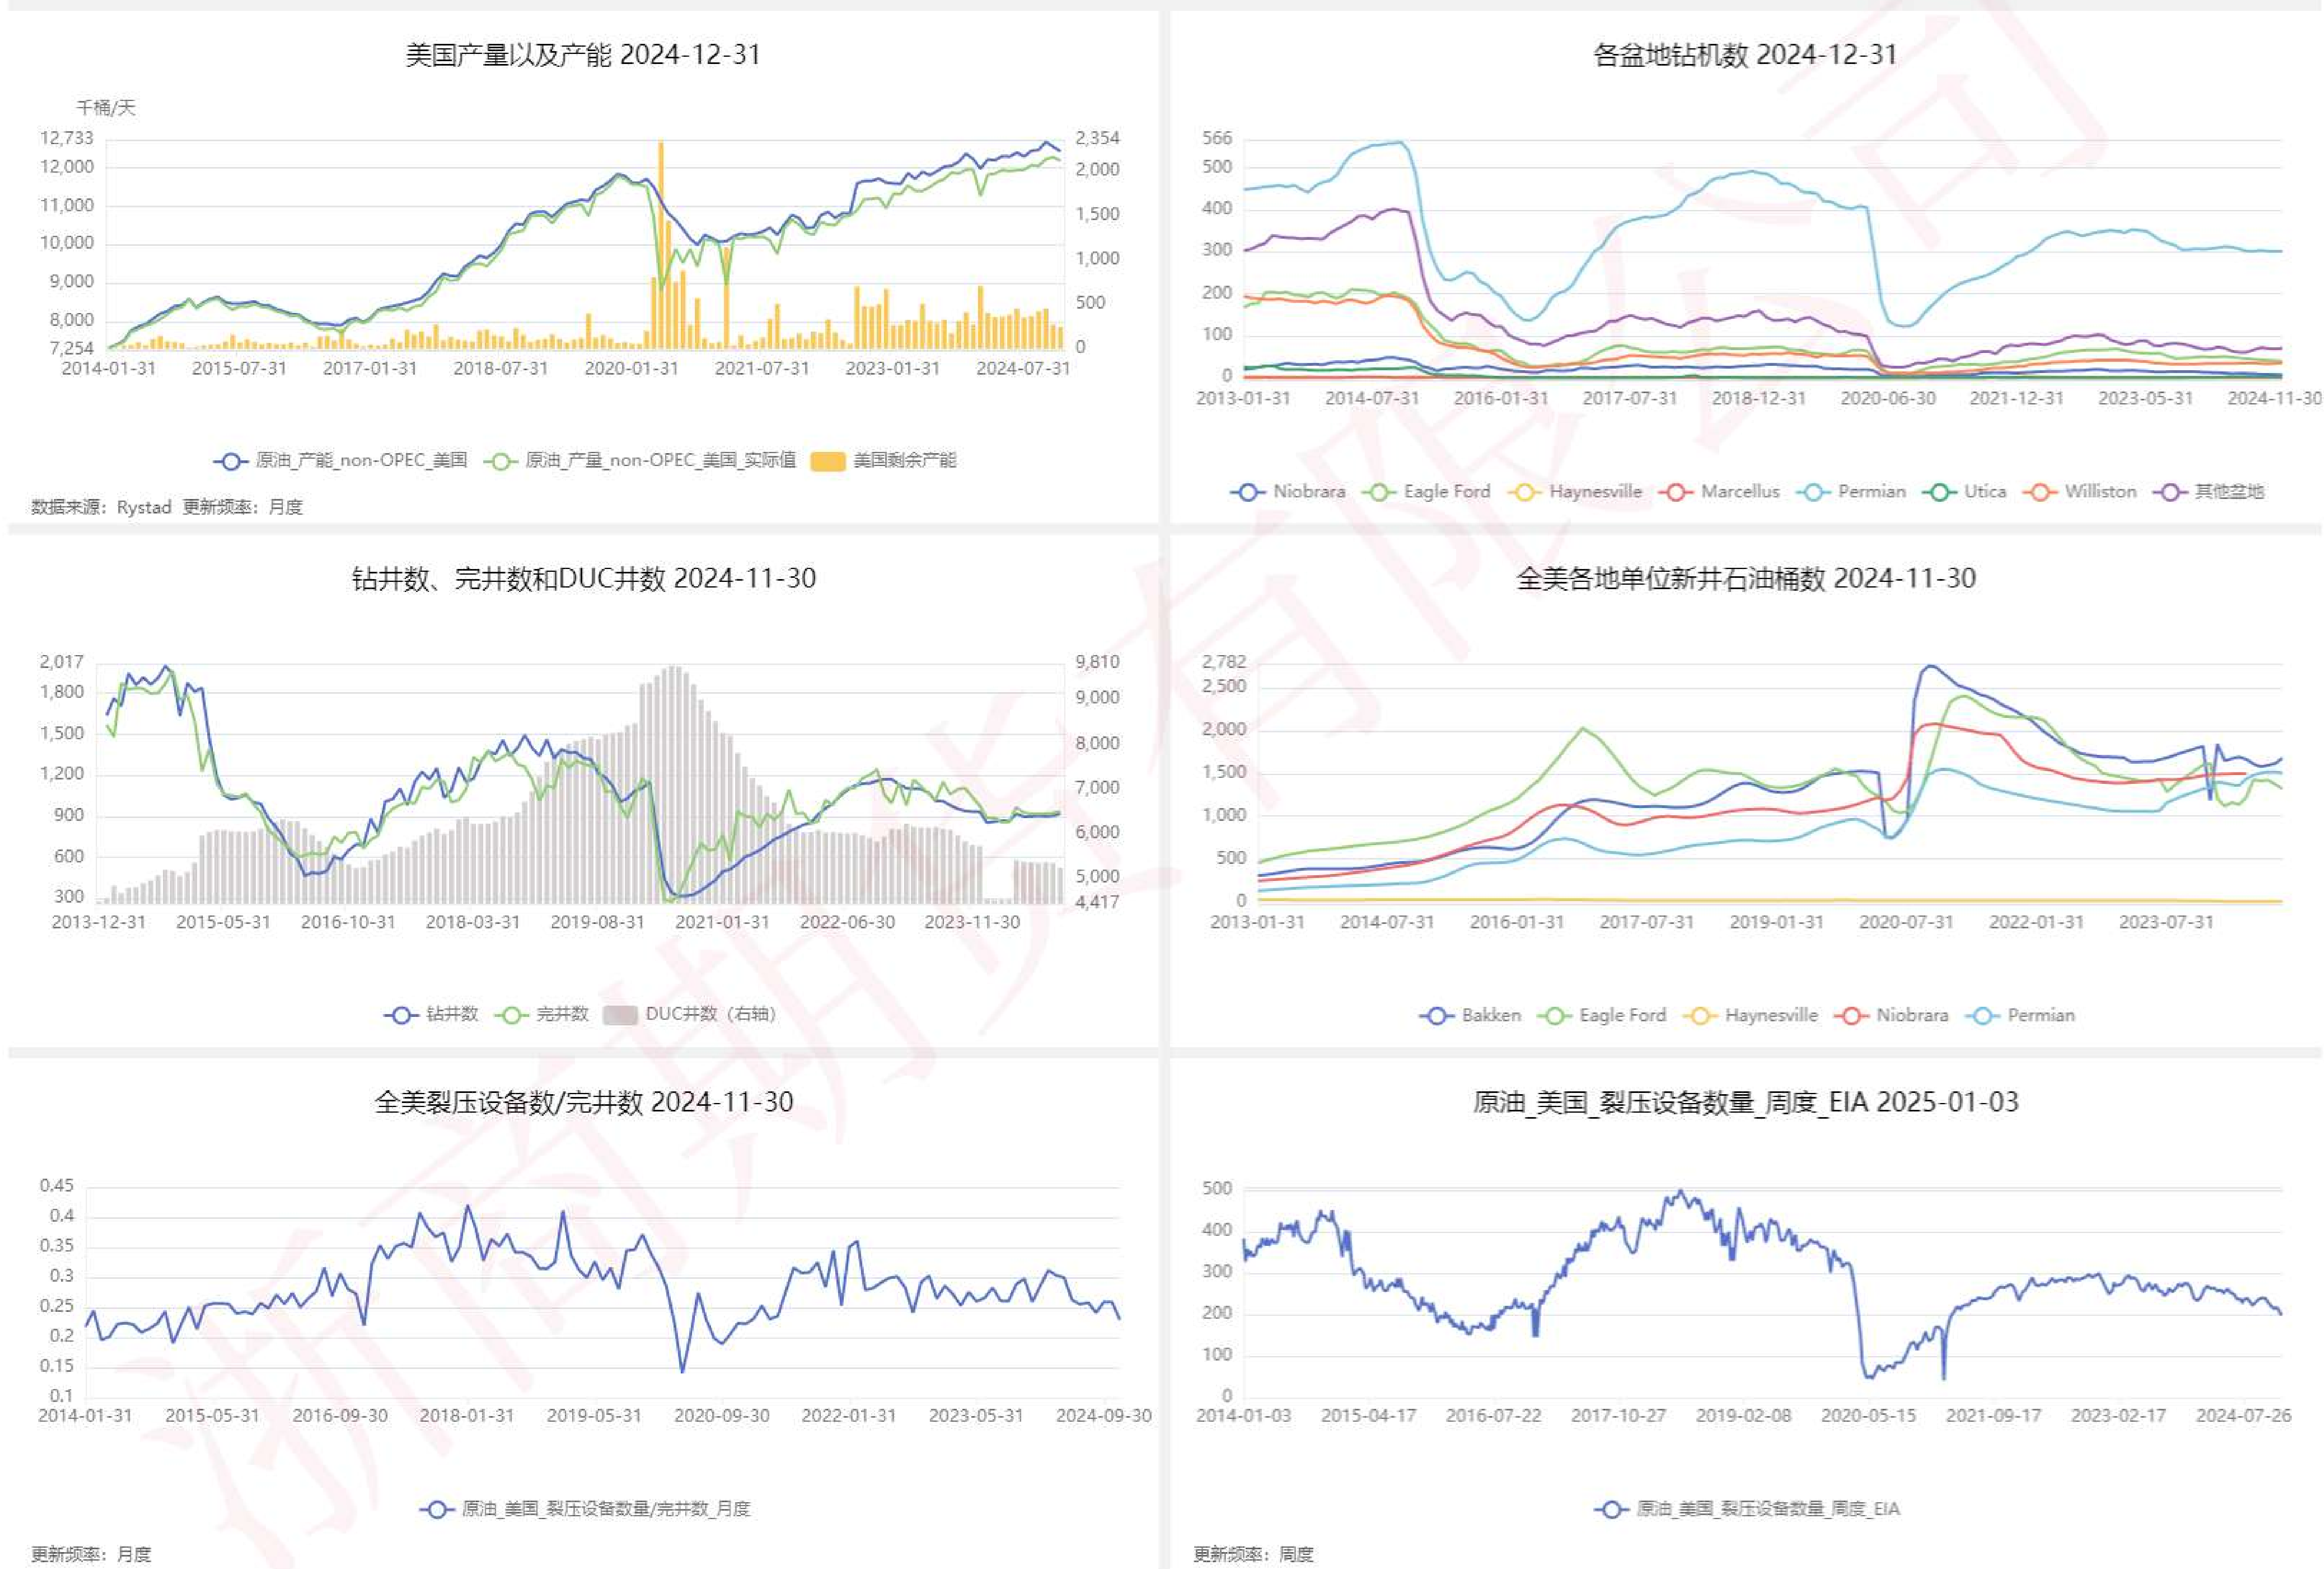 美国产量以及产能 2024-12-31
千桶/天
12,733
12,000
11,000
10,000
9,000
8,000
7,254
2,354
2,000
1,500
1,000
500
0
2014-01-31 2015-07-31 2017-01-31 2018-07-31 2020-01-31 2021-07-31 2023-01-31 2024-07-31
原油_产能_non-OPEC_美国 原油_产量_non-OPEC_美国_实际值 美国剩余产能
数据来源：Rystad 更新频率：月度
各盆地钻机数 2024-12-31
566
500
400
300
200
100
0
2013-01-31 2014-07-31 2016-01-31 2017-07-31 2018-12-31 2020-06-30 2021-12-31 2023-05-31 2024-11-30
Niobrara Eagle Ford Haynesville Marcellus Permian Utica Williston 其他盆地
钻井数、完井数和DUC井数 2024-11-30
2,017
1,800
1,500
1,200
900
600
300
9,810
9,000
8,000
7,000
6,000
5,000
4,417
2013-12-31 2015-05-31 2016-10-31 2018-03-31 2019-08-31 2021-01-31 2022-06-30 2023-11-30
钻井数 完井数 DUC井数（右轴）
全美各地单位新井石油桶数 2024-11-30
2,782
2,500
2,000
1,500
1,000
500
0
2013-01-31 2014-07-31 2016-01-31 2017-07-31 2019-01-31 2020-07-31 2022-01-31 2023-07-31
Bakken Eagle Ford Haynesville Niobrara Permian
全美裂压设备数/完井数 2024-11-30
0.45
0.4
0.35
0.3
0.25
0.2
0.15
0.1
2014-01-31 2015-05-31 2016-09-30 2018-01-31 2019-05-31 2020-09-30 2022-01-31 2023-05-31 2024-09-30
原油_美国_裂压设备数量/完井数_月度
更新频率：月度
原油_美国_裂压设备数量_周度_EIA 2025-01-03
500
400
300
200
100
0
2014-01-03 2015-04-17 2016-07-22 2017-10-27 2019-02-08 2020-05-15 2021-09-17 2023-02-17 2024-07-26
原油_美国_裂压设备数量_周度_EIA
更新频率：周度
浙商期货有限公司